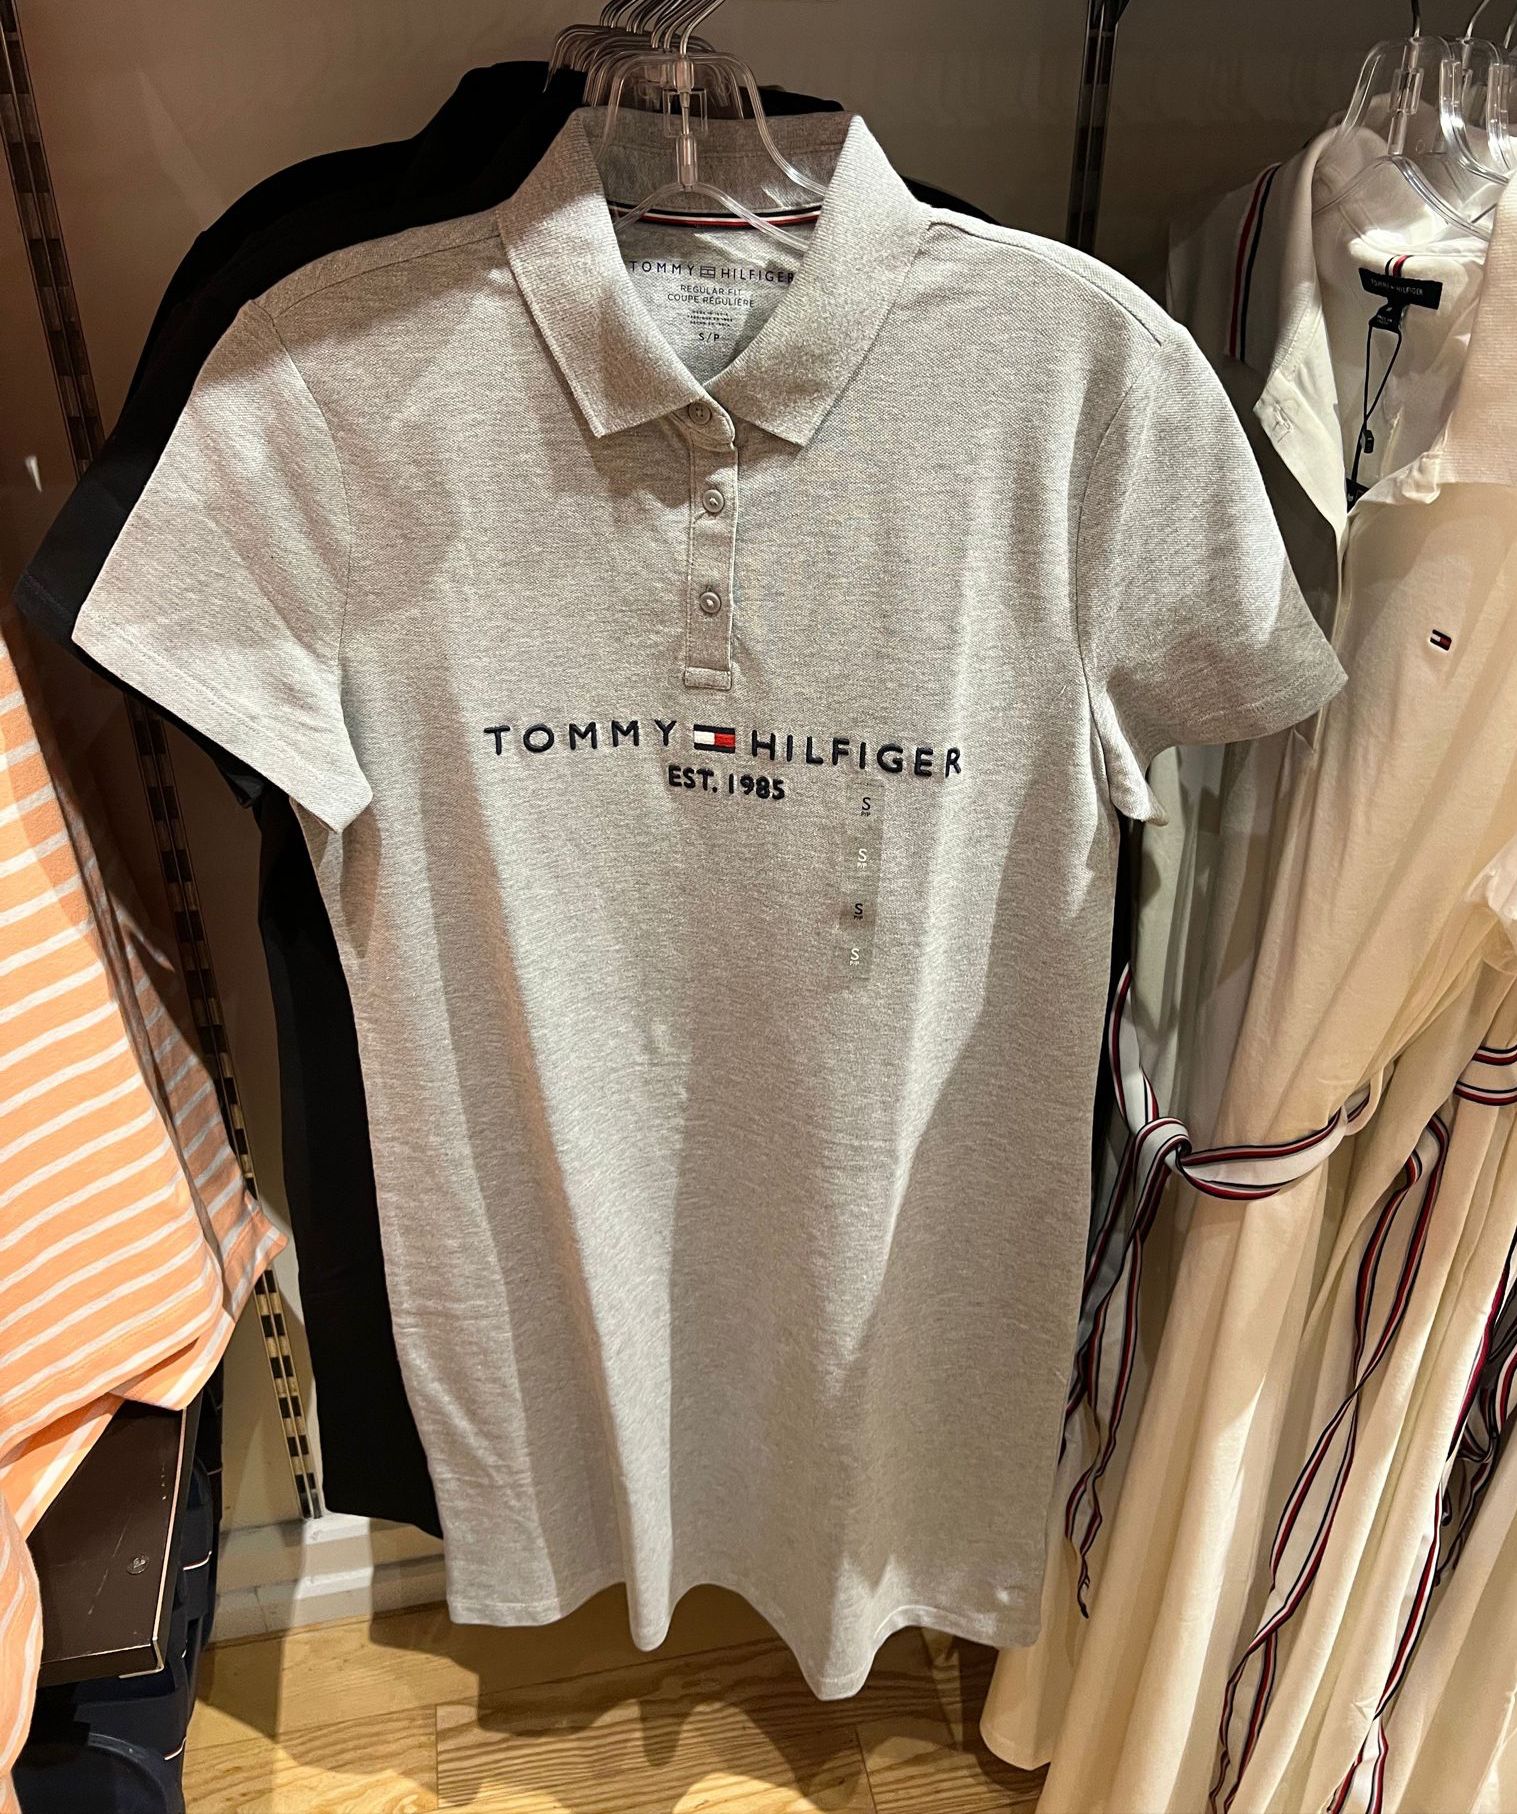 TOMMY HILFIGER
REGULAR FIT
COUPE RÉGULIÈRE
S/P
TOMMY HILFIGER
EST. 1985
S
P/P
S
P/P
S
P/P
S
P/P
TOMMY HILFIGER